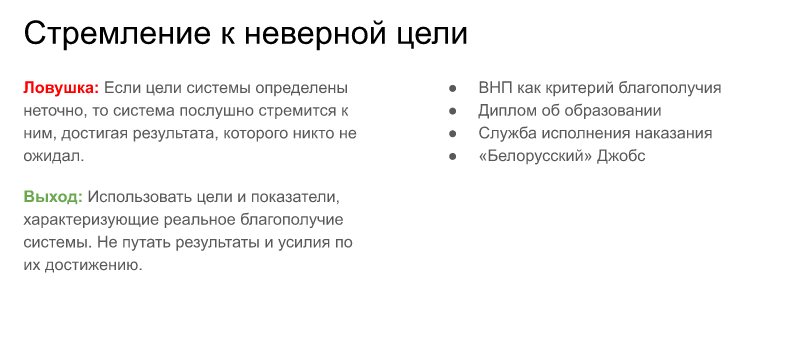 Стремление к неверной цели
Ловушка: Если цели системы определены
неточно, то система послушно стремится к
ним, достигая результата, которого никто не
ожидал.
Выход: Использовать цели и показатели,
характеризующие реальное благополучие
системы. Не путать результаты и усилия по
их достижению.
● ВНП как критерий благополучия
● Диплом об образовании
● Служба исполнения наказания
● «Белорусский» Джобс